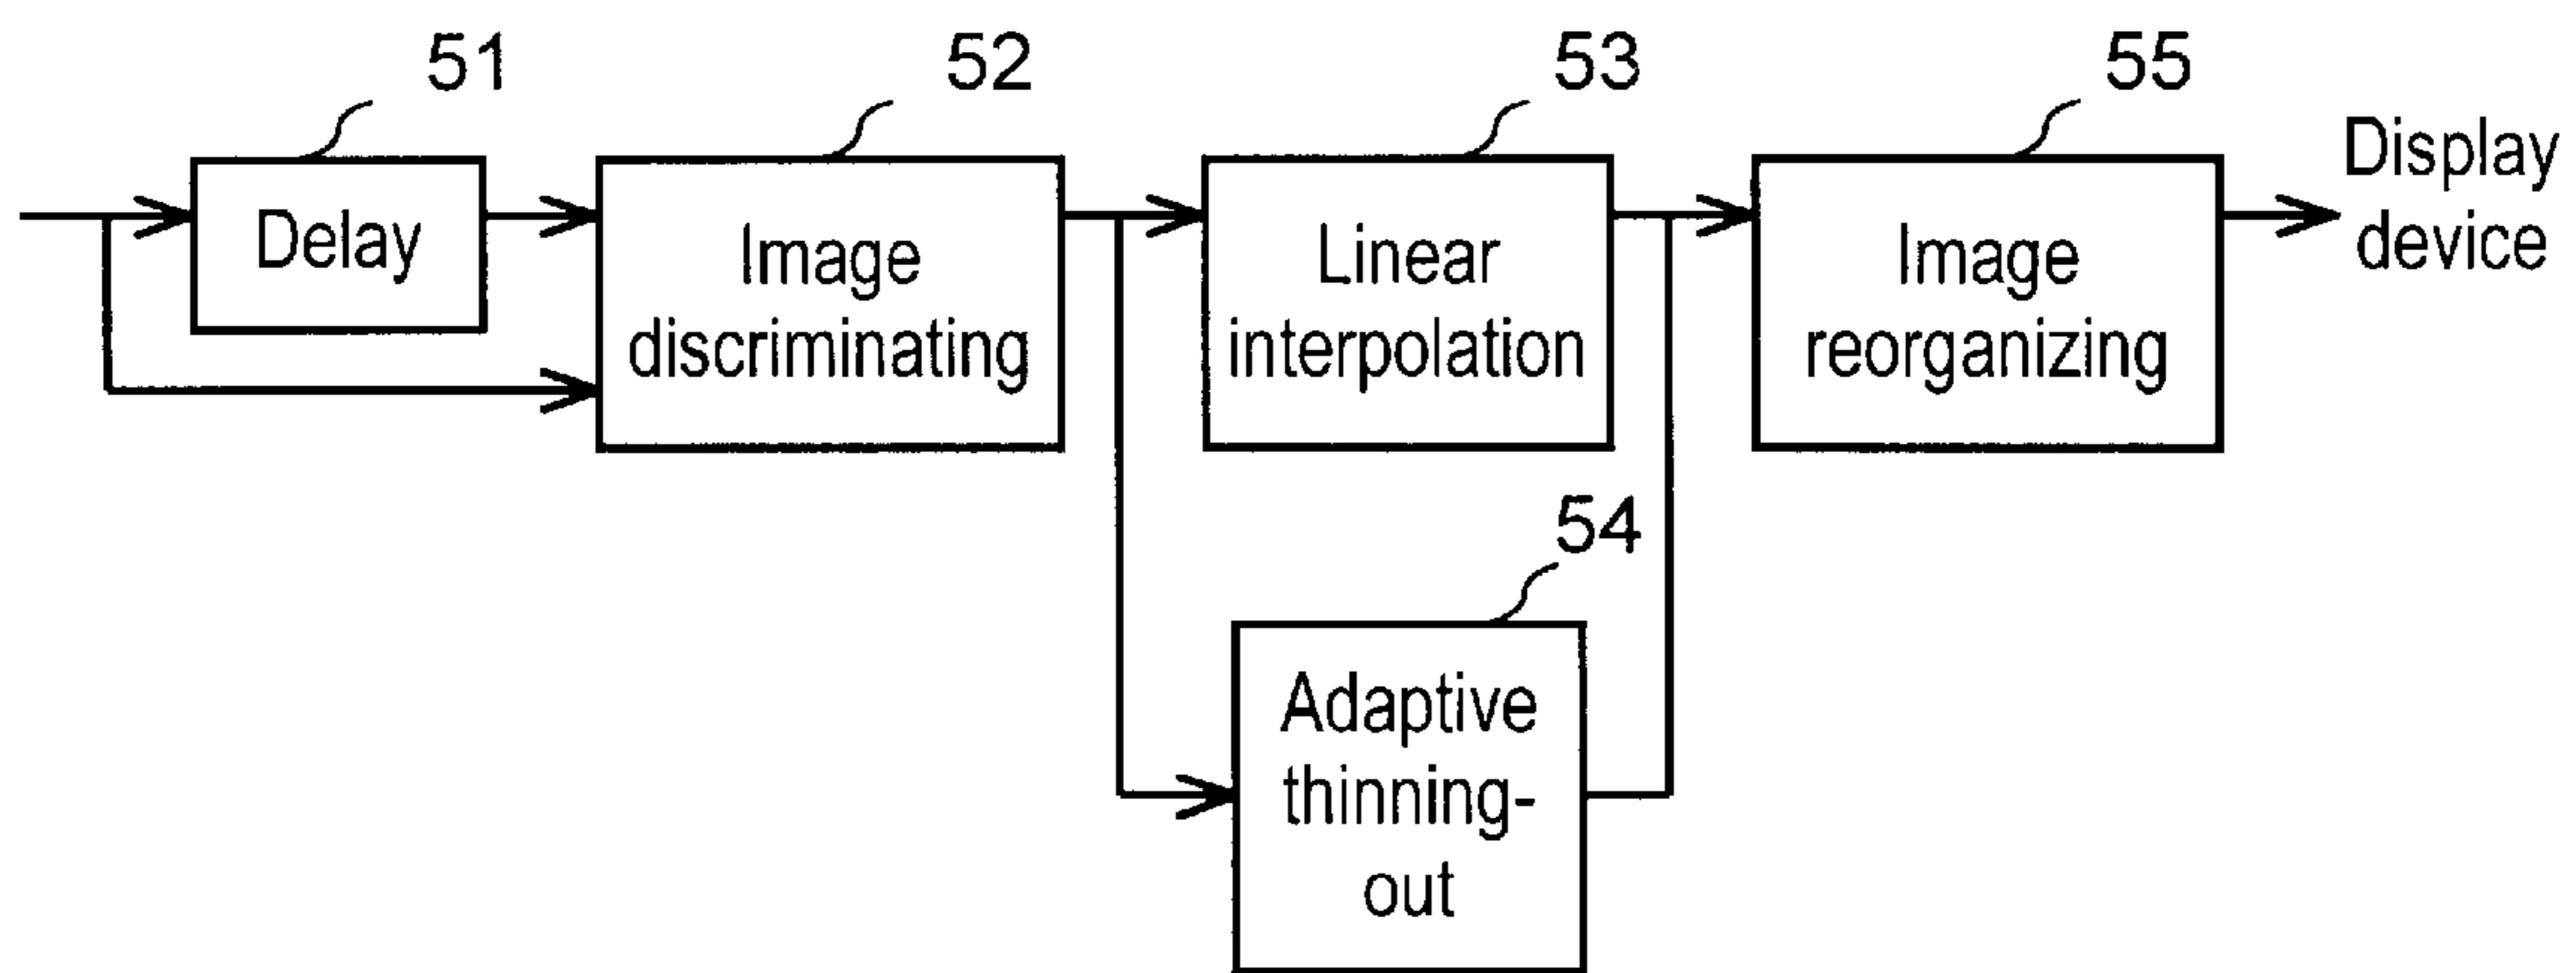 51
52
53
55
Delay
Image
discriminating
Linear
interpolation
Image
reorganizing
Display
device
54
Adaptive
thinning-
out